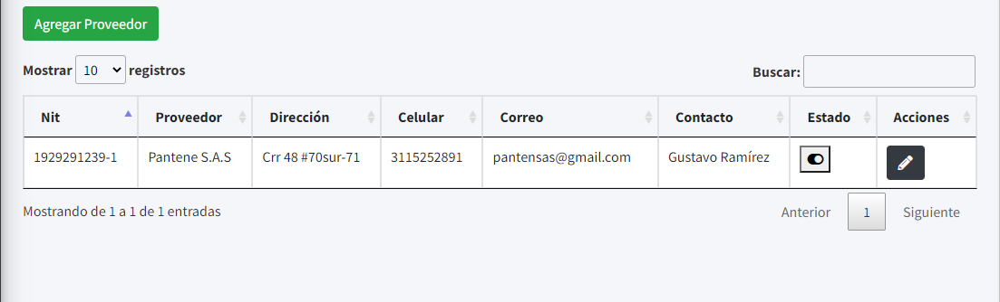 Agregar Proveedor
Mostrar 10 registros Buscar:
Nit Proveedor Dirección Celular Correo Contacto Estado Acciones
1929291239-1 Pantene S.A.S Crr 48 #70sur-71 3115252891 pantensas@gmail.com Gustavo Ramírez
Mostrando de 1 a 1 de 1 entradas Anterior 1 Siguiente